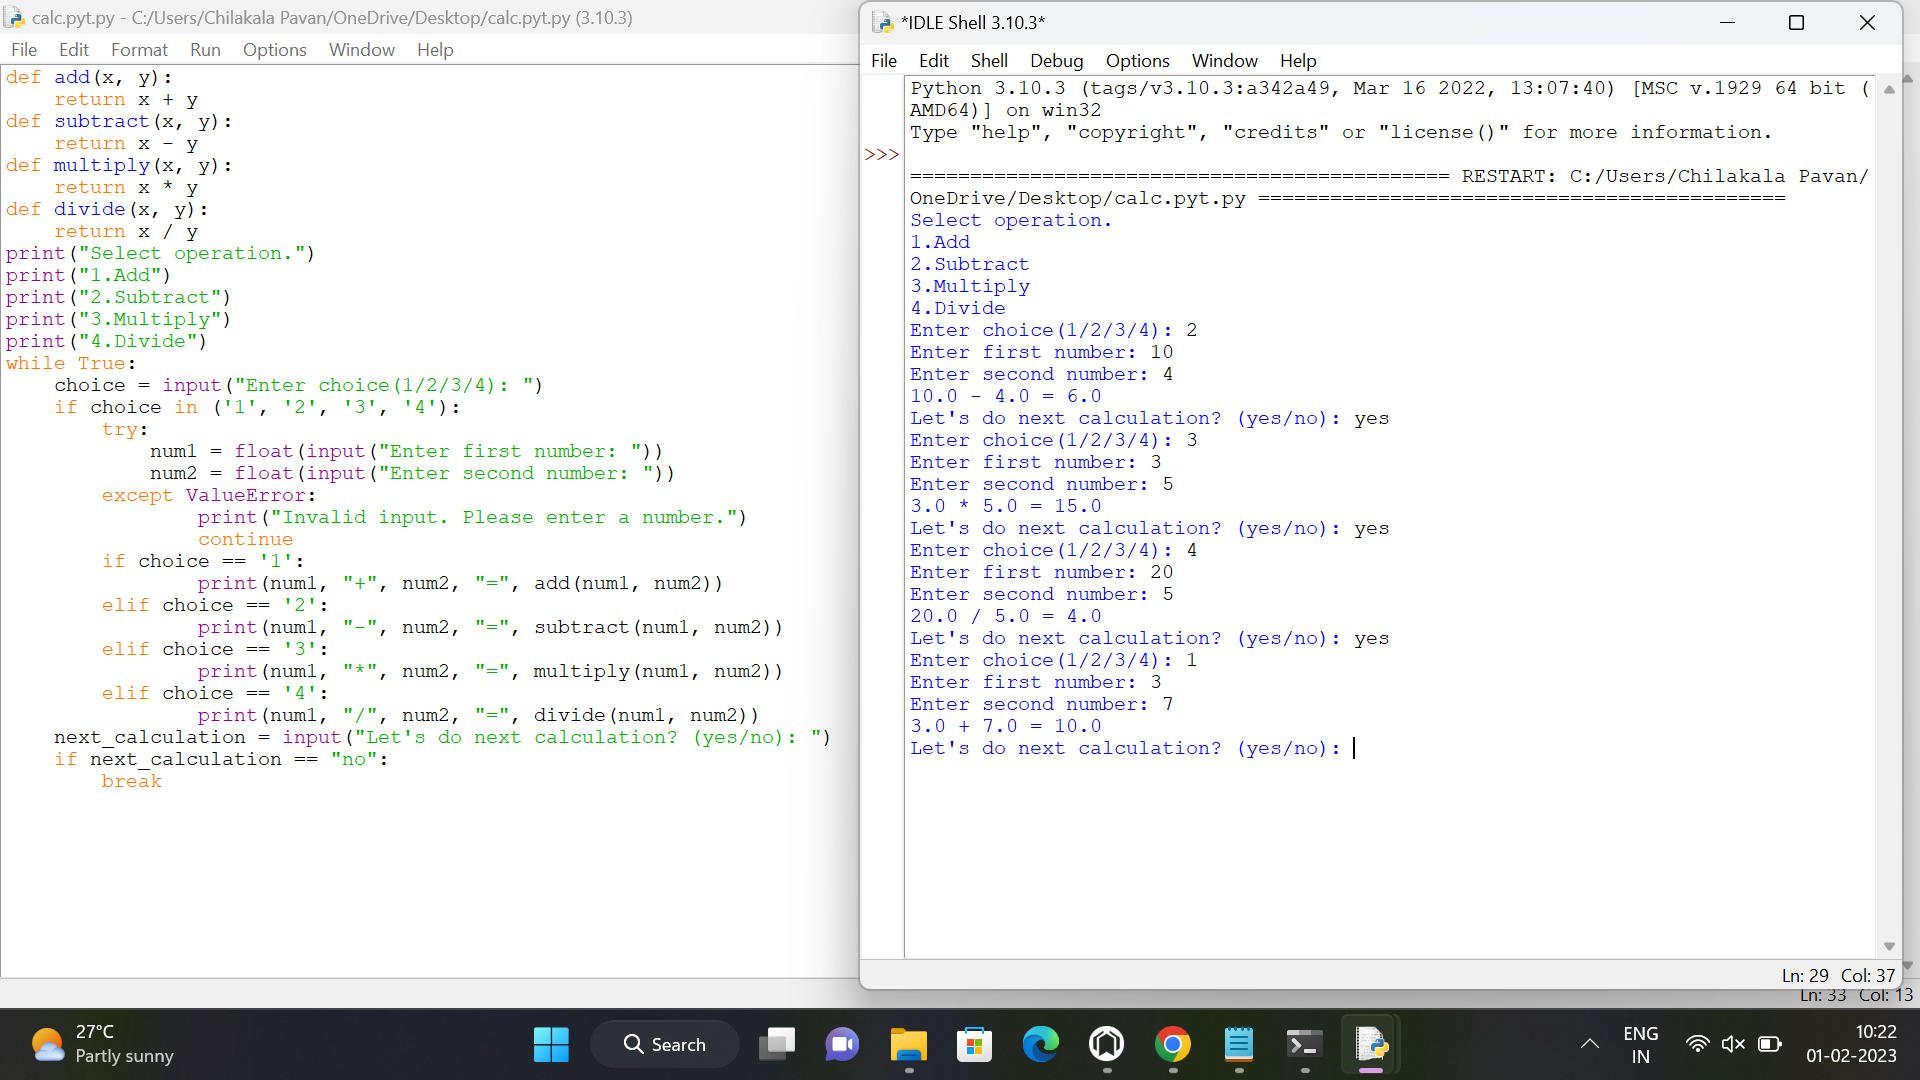 calc.pyt.py - C:/Users/Chilakala Pavan/OneDrive/Desktop/calc.pyt.py (3.10.3)
File Edit Format Run Options Window Help
def add(x, y):
    return x + y
def subtract(x, y):
    return x - y
def multiply(x, y):
    return x * y
def divide(x, y):
    return x / y
print("Select operation.")
print("1.Add")
print("2.Subtract")
print("3.Multiply")
print("4.Divide")
while True:
    choice = input("Enter choice(1/2/3/4): ")
    if choice in ('1', '2', '3', '4'):
        try:
            num1 = float(input("Enter first number: "))
            num2 = float(input("Enter second number: "))
        except ValueError:
                print("Invalid input. Please enter a number.")
                continue
        if choice == '1':
                print(num1, "+", num2, "=", add(num1, num2))
        elif choice == '2':
                print(num1, "-", num2, "=", subtract(num1, num2))
        elif choice == '3':
                print(num1, "*", num2, "=", multiply(num1, num2))
        elif choice == '4':
                print(num1, "/", num2, "=", divide(num1, num2))
    next_calculation = input("Let's do next calculation? (yes/no): ")
    if next_calculation == "no":
        break
*IDLE Shell 3.10.3*
File Edit Shell Debug Options Window Help
Python 3.10.3 (tags/v3.10.3:a342a49, Mar 16 2022, 13:07:40) [MSC v.1929 64 bit (
AMD64)] on win32
Type "help", "copyright", "credits" or "license()" for more information.
>>>
============================================= RESTART: C:/Users/Chilakala Pavan/
OneDrive/Desktop/calc.pyt.py ============================================
Select operation.
1.Add
2.Subtract
3.Multiply
4.Divide
Enter choice(1/2/3/4): 2
Enter first number: 10
Enter second number: 4
10.0 - 4.0 = 6.0
Let's do next calculation? (yes/no): yes
Enter choice(1/2/3/4): 3
Enter first number: 3
Enter second number: 5
3.0 * 5.0 = 15.0
Let's do next calculation? (yes/no): yes
Enter choice(1/2/3/4): 4
Enter first number: 20
Enter second number: 5
20.0 / 5.0 = 4.0
Let's do next calculation? (yes/no): yes
Enter choice(1/2/3/4): 1
Enter first number: 3
Enter second number: 7
3.0 + 7.0 = 10.0
Let's do next calculation? (yes/no):
Ln: 29 Col: 37
Ln: 33 Col: 13
27°C
Partly sunny
Search
ENG
IN
10:22
01-02-2023